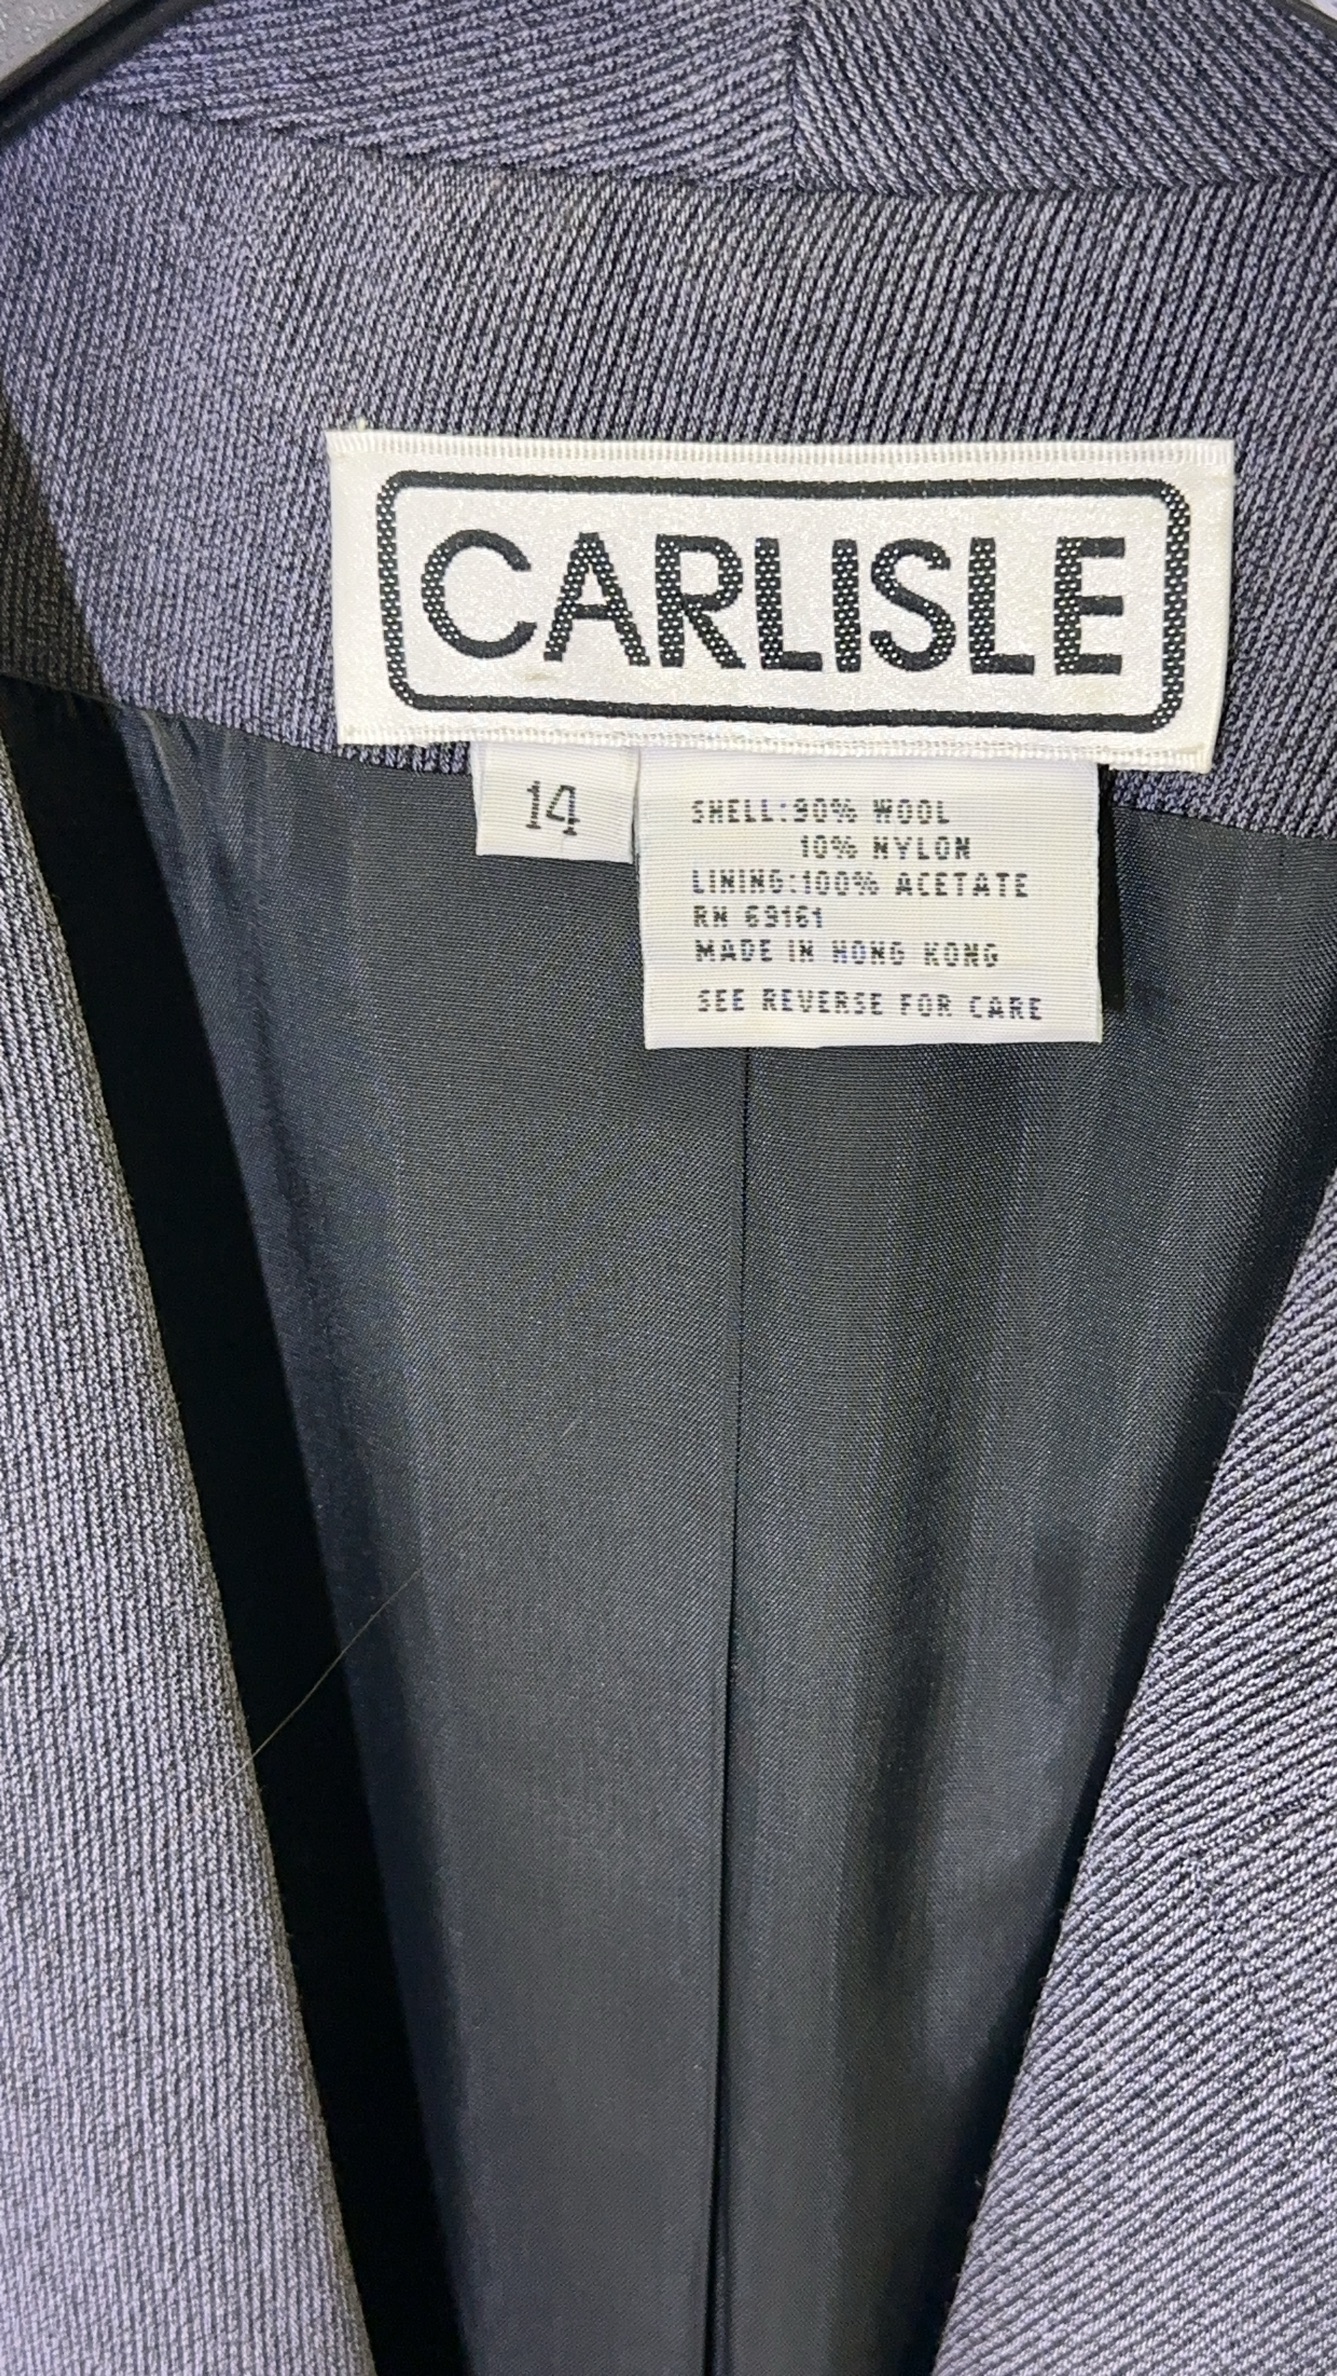 CARLISLE
14
SHELL:90% WOOL
10% NYLON
LINING:100% ACETATE
RN 69161
MADE IN HONG KONG
SEE REVERSE FOR CARE